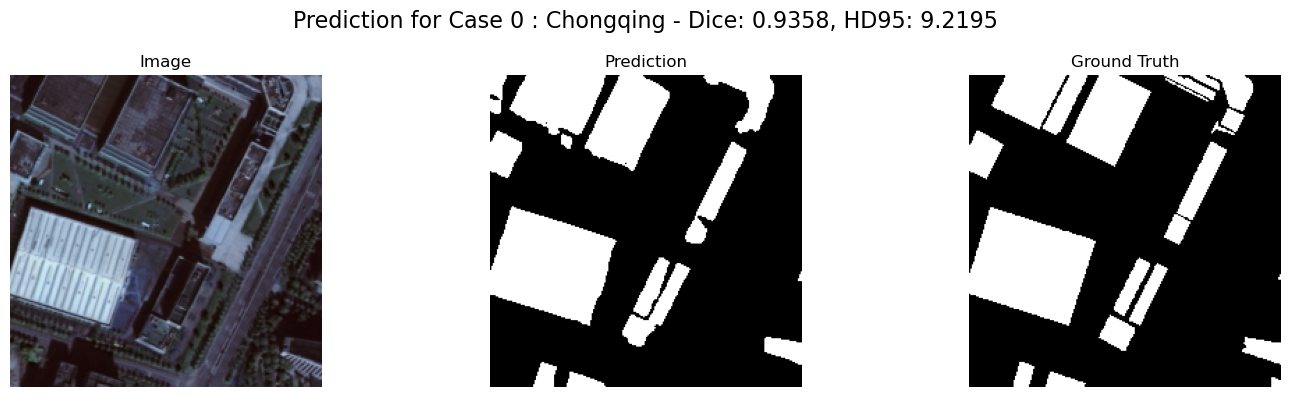 Prediction for Case 0 : Chongqing - Dice: 0.9358, HD95: 9.2195
Image
Prediction
Ground Truth